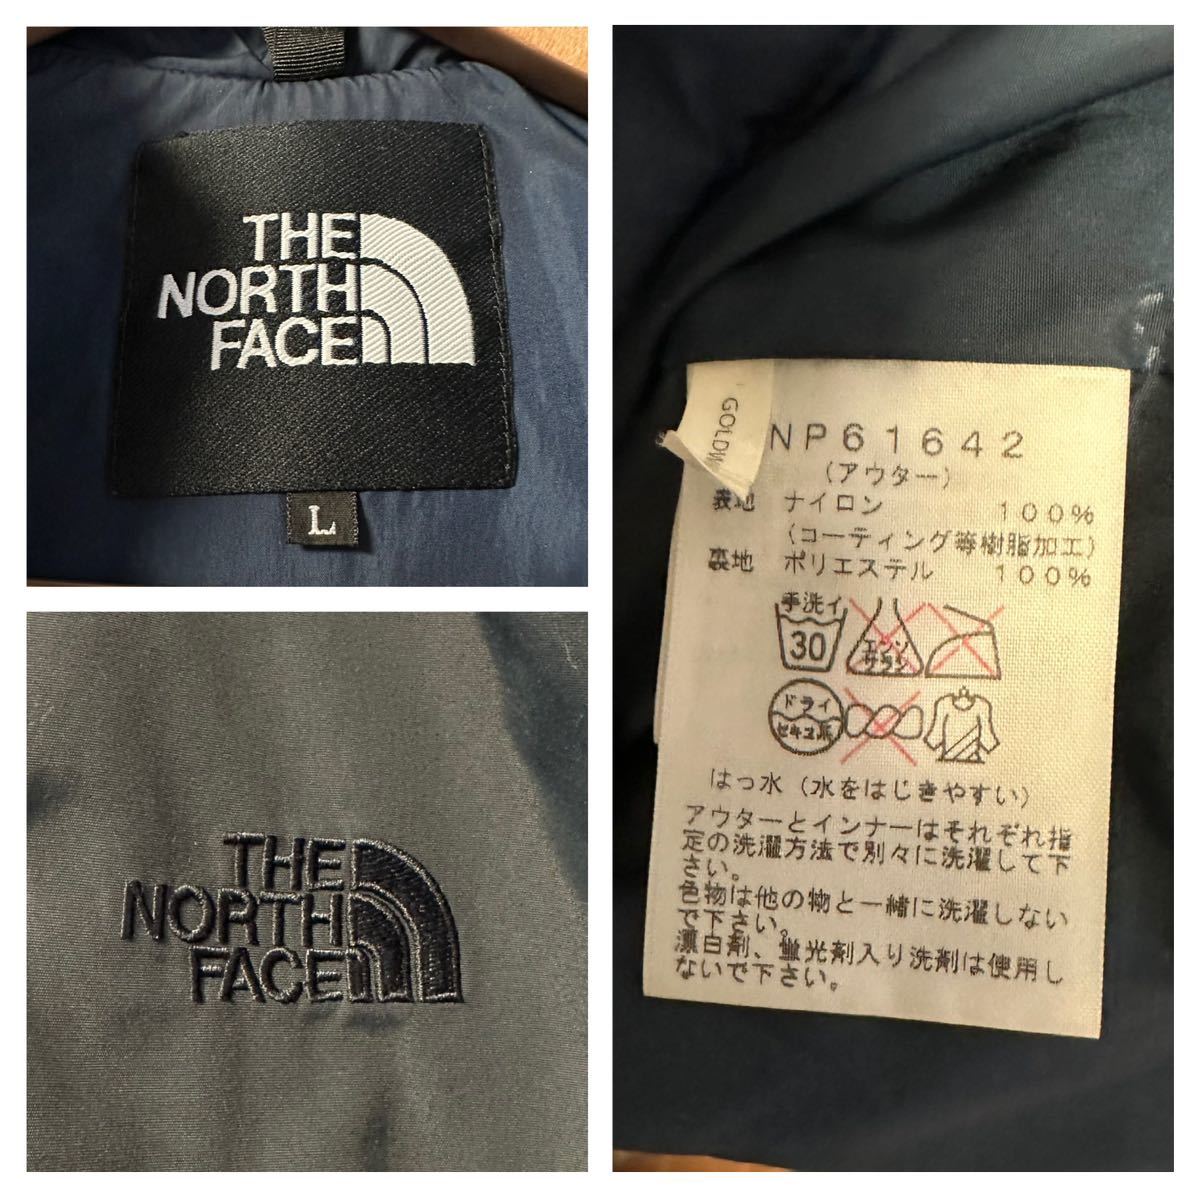 THE
NORTH
FACE
L
THE
NORTH
FACE
GOLDW
NP61642
(アウター)
表地 ナイロン 100%
(コーティング等樹脂加工)
裏地 ポリエステル 100%
手洗イ
30
エンソ
サラシ
ドライ
セキユ系
はっ水(水をはじきやすい)
アウターとインナーはそれぞれ指
定の洗濯方法で別々に洗濯して下
さい。
色物は他の物と一緒に洗濯しない
で下さい。
漂白剤、蛍光剤入り洗剤は使用し
ないで下さい。